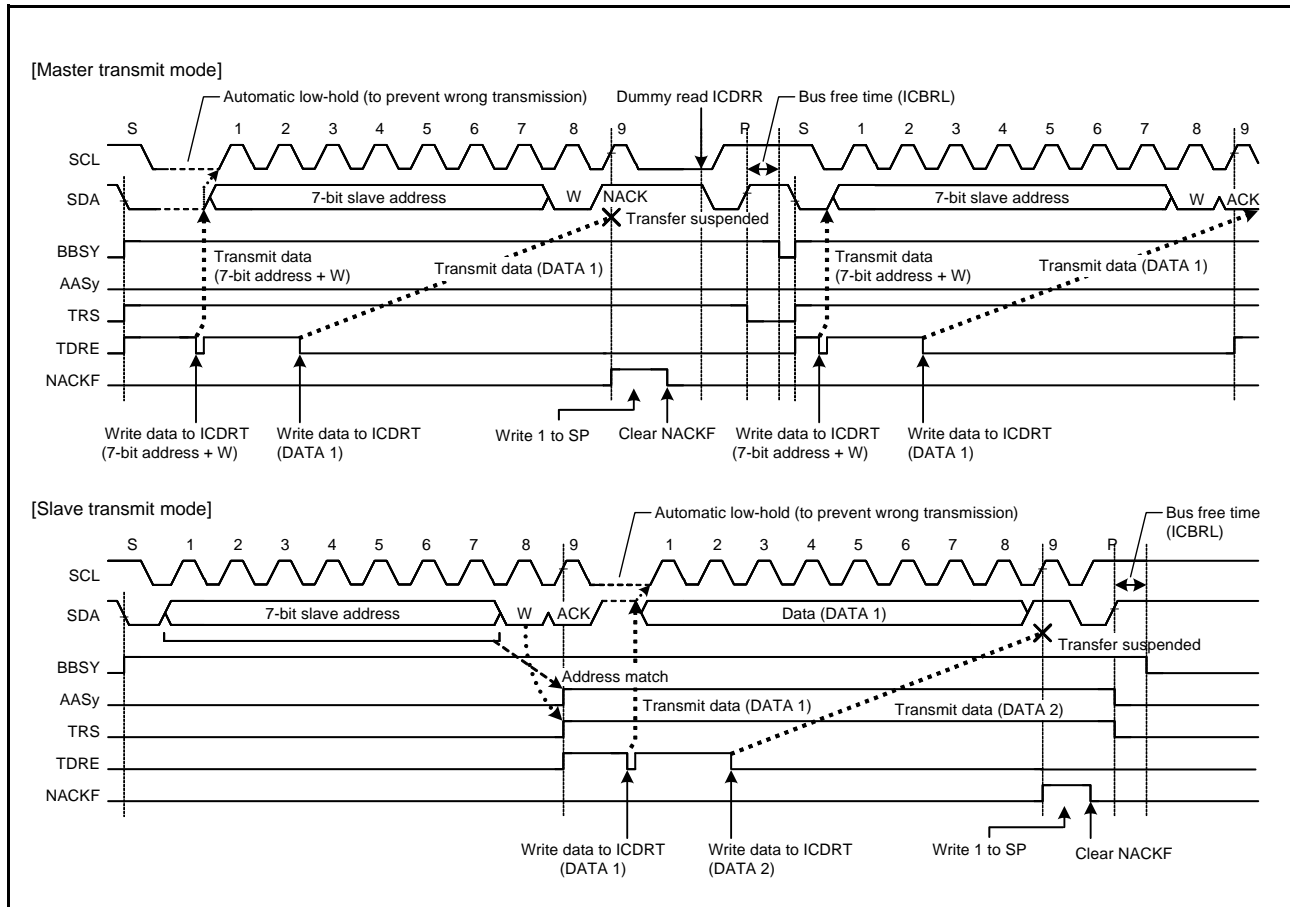 [Master transmit mode]
Automatic low-hold (to prevent wrong transmission)
Dummy read ICDRR
Bus free time (ICBRL)
S 1 2 3 4 5 6 7 8 9 P S 1 2 3 4 5 6 7 8 9
SCL
SDA 7-bit slave address W NACK 7-bit slave address W ACK
Transfer suspended
BBSY
Transmit data
(7-bit address + W)
Transmit data (DATA 1)
Transmit data
(7-bit address + W)
Transmit data (DATA 1)
AASy
TRS
TDRE
NACKF
Write data to ICDRT
(7-bit address + W)
Write data to ICDRT
(DATA 1)
Write 1 to SP
Clear NACKF
Write data to ICDRT
(7-bit address + W)
Write data to ICDRT
(DATA 1)
[Slave transmit mode]
Automatic low-hold (to prevent wrong transmission)
Bus free time
(ICBRL)
S 1 2 3 4 5 6 7 8 9 1 2 3 4 5 6 7 8 9 P
SCL
SDA 7-bit slave address W ACK Data (DATA 1)
Transfer suspended
BBSY
Address match
AASy
Transmit data (DATA 1)
Transmit data (DATA 2)
TRS
TDRE
NACKF
Write data to ICDRT
(DATA 1)
Write data to ICDRT
(DATA 2)
Write 1 to SP
Clear NACKF